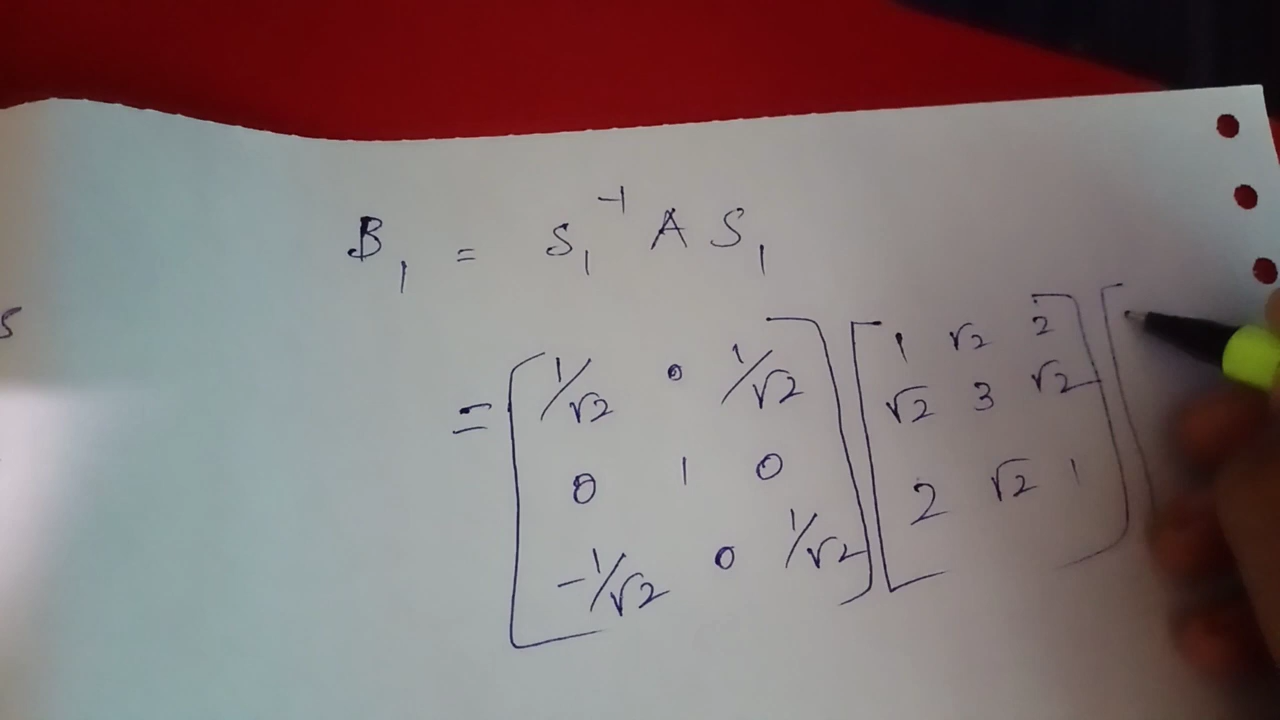 B₁ = S₁⁻¹ A S₁
= [ 1/√2 0 1/√2 ] [ 1 √2 2 ] [
0 1 0 √2 3 √2
-1/√2 0 1/√2 2 √2 1
s